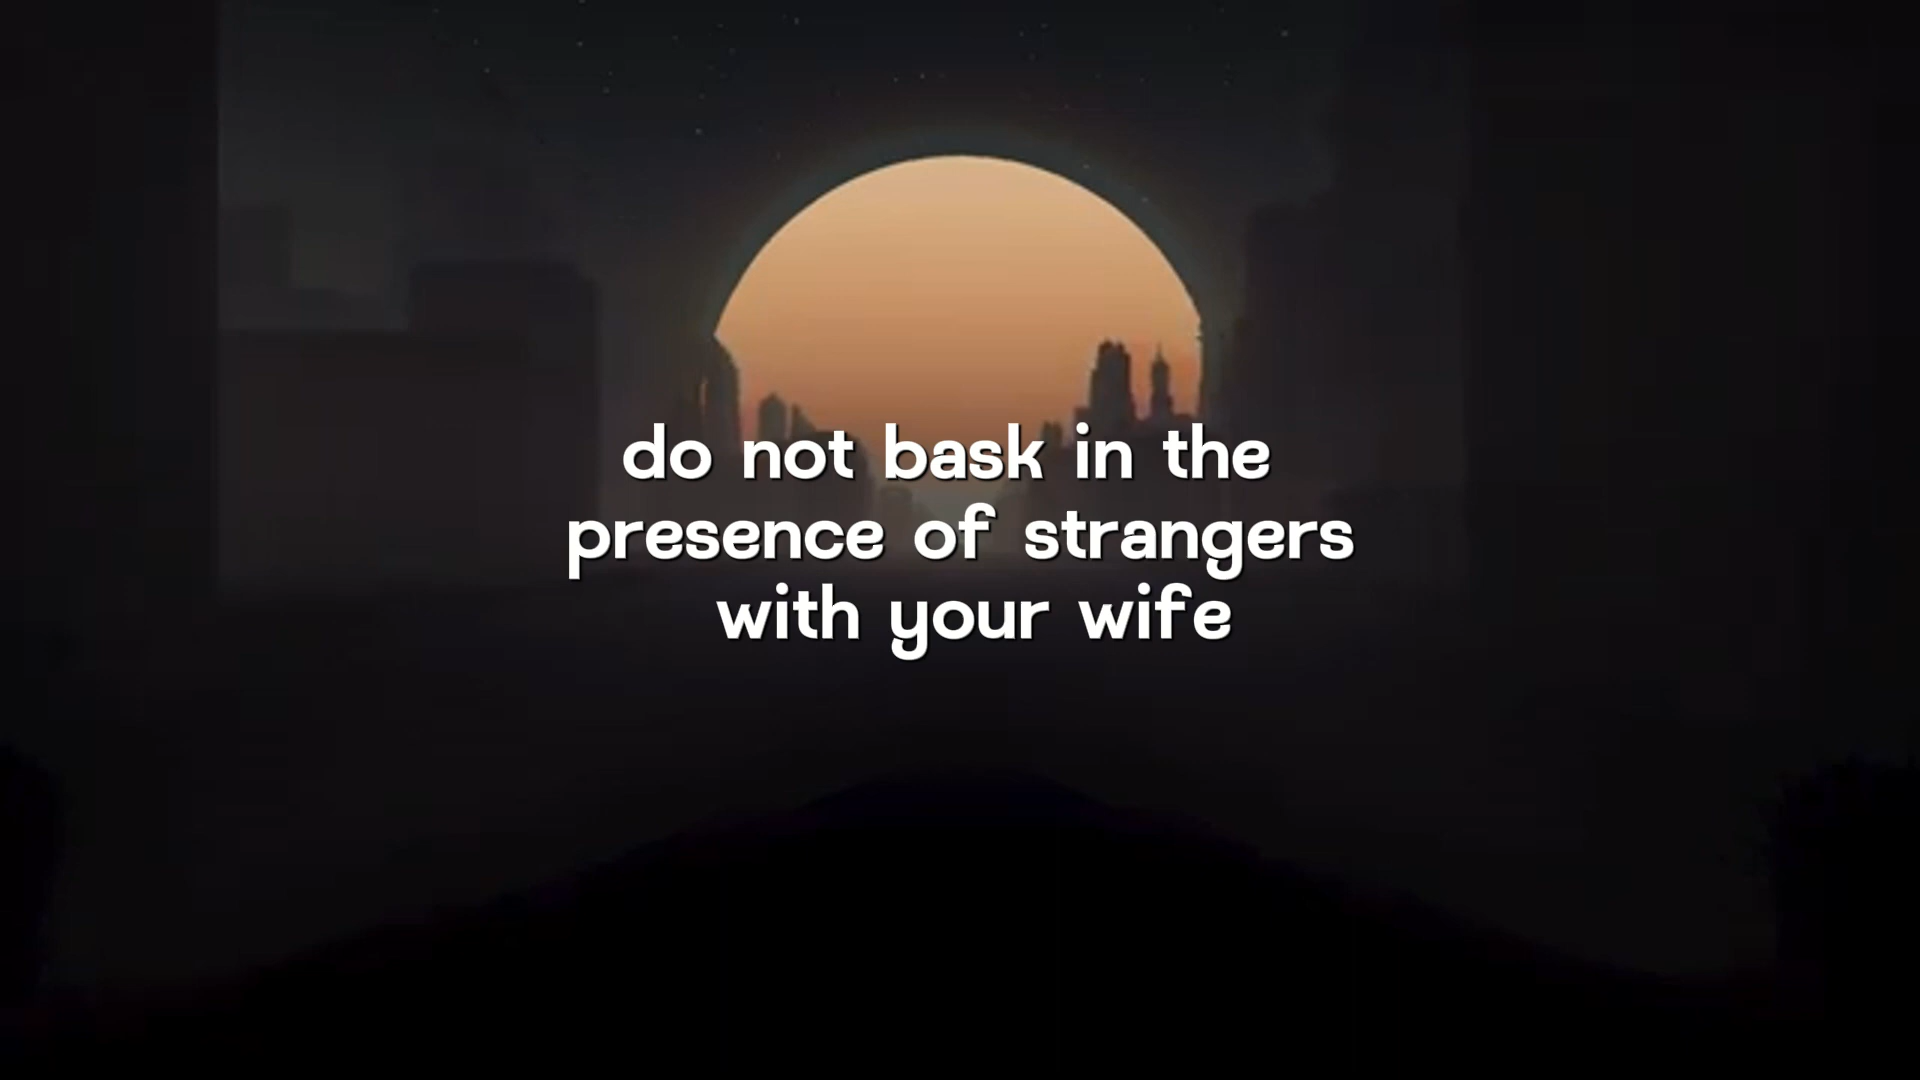 do not bask in the
presence of strangers
with your wife